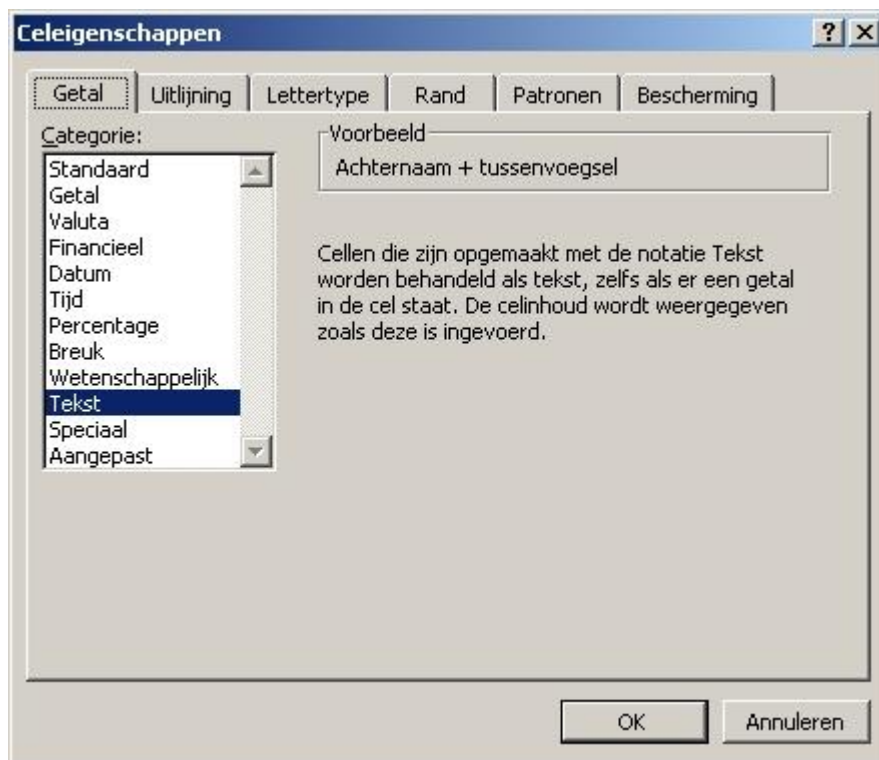 Celeigenschappen
Getal Uitlijning Lettertype Rand Patronen Bescherming
Categorie:
Standaard
Getal
Valuta
Financieel
Datum
Tijd
Percentage
Breuk
Wetenschappelijk
Tekst
Speciaal
Aangepast
Voorbeeld
Achternaam + tussenvoegsel
Cellen die zijn opgemaakt met de notatie Tekst
worden behandeld als tekst, zelfs als er een getal
in de cel staat. De celinhoud wordt weergegeven
zoals deze is ingevoerd.
OK Annuleren